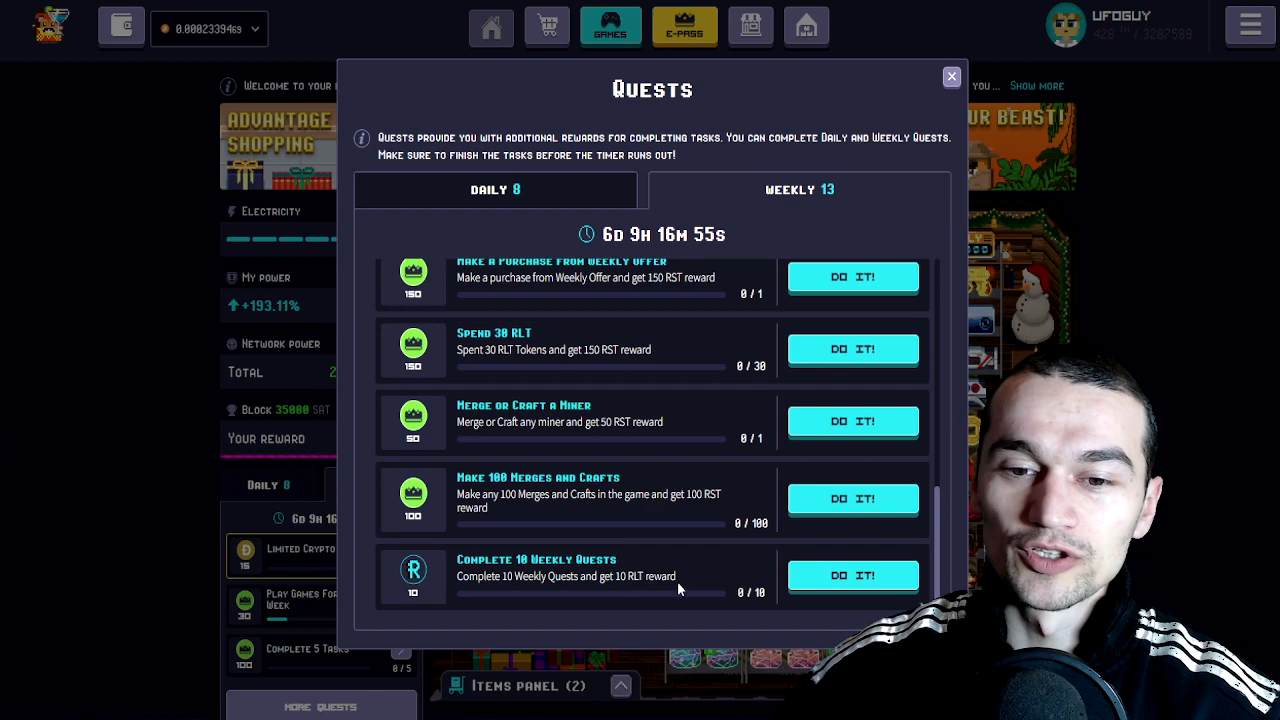 0.0002339469
GAMES
E-PASS
UFOGUY
428 TH / 3287589
WELCOME TO YOUR
YOU ...
SHOW MORE
ADVANTAGE
SHOPPING
UR BEAST!
ELECTRICITY
MY POWER
+193.11%
NETWORK POWER
TOTAL
2
BLOCK 35000 SAT
YOUR REWARD
DAILY 8
6D 9H 16
LIMITED CRYPTO
15
PLAY GAMES FOR
WEEK
30
COMPLETE 5 TASKS
100
0/5
MORE QUESTS
QUESTS
QUESTS PROVIDE YOU WITH ADDITIONAL REWARDS FOR COMPLETING TASKS. YOU CAN COMPLETE DAILY AND WEEKLY QUESTS.
MAKE SURE TO FINISH THE TASKS BEFORE THE TIMER RUNS OUT!
DAILY 8
WEEKLY 13
6D 9H 16M 55S
MAKE A PURCHASE FROM WEEKLY OFFER
Make a purchase from Weekly Offer and get 150 RST reward
150
0 / 1
DO IT!
SPEND 30 RLT
Spent 30 RLT Tokens and get 150 RST reward
150
0 / 30
DO IT!
MERGE OR CRAFT A MINER
Merge or Craft any miner and get 50 RST reward
50
0 / 1
DO IT!
MAKE 100 MERGES AND CRAFTS
Make any 100 Merges and Crafts in the game and get 100 RST
reward
100
0 / 100
DO IT!
COMPLETE 10 WEEKLY QUESTS
Complete 10 Weekly Quests and get 10 RLT reward
10
0 / 10
DO IT!
ITEMS PANEL (2)